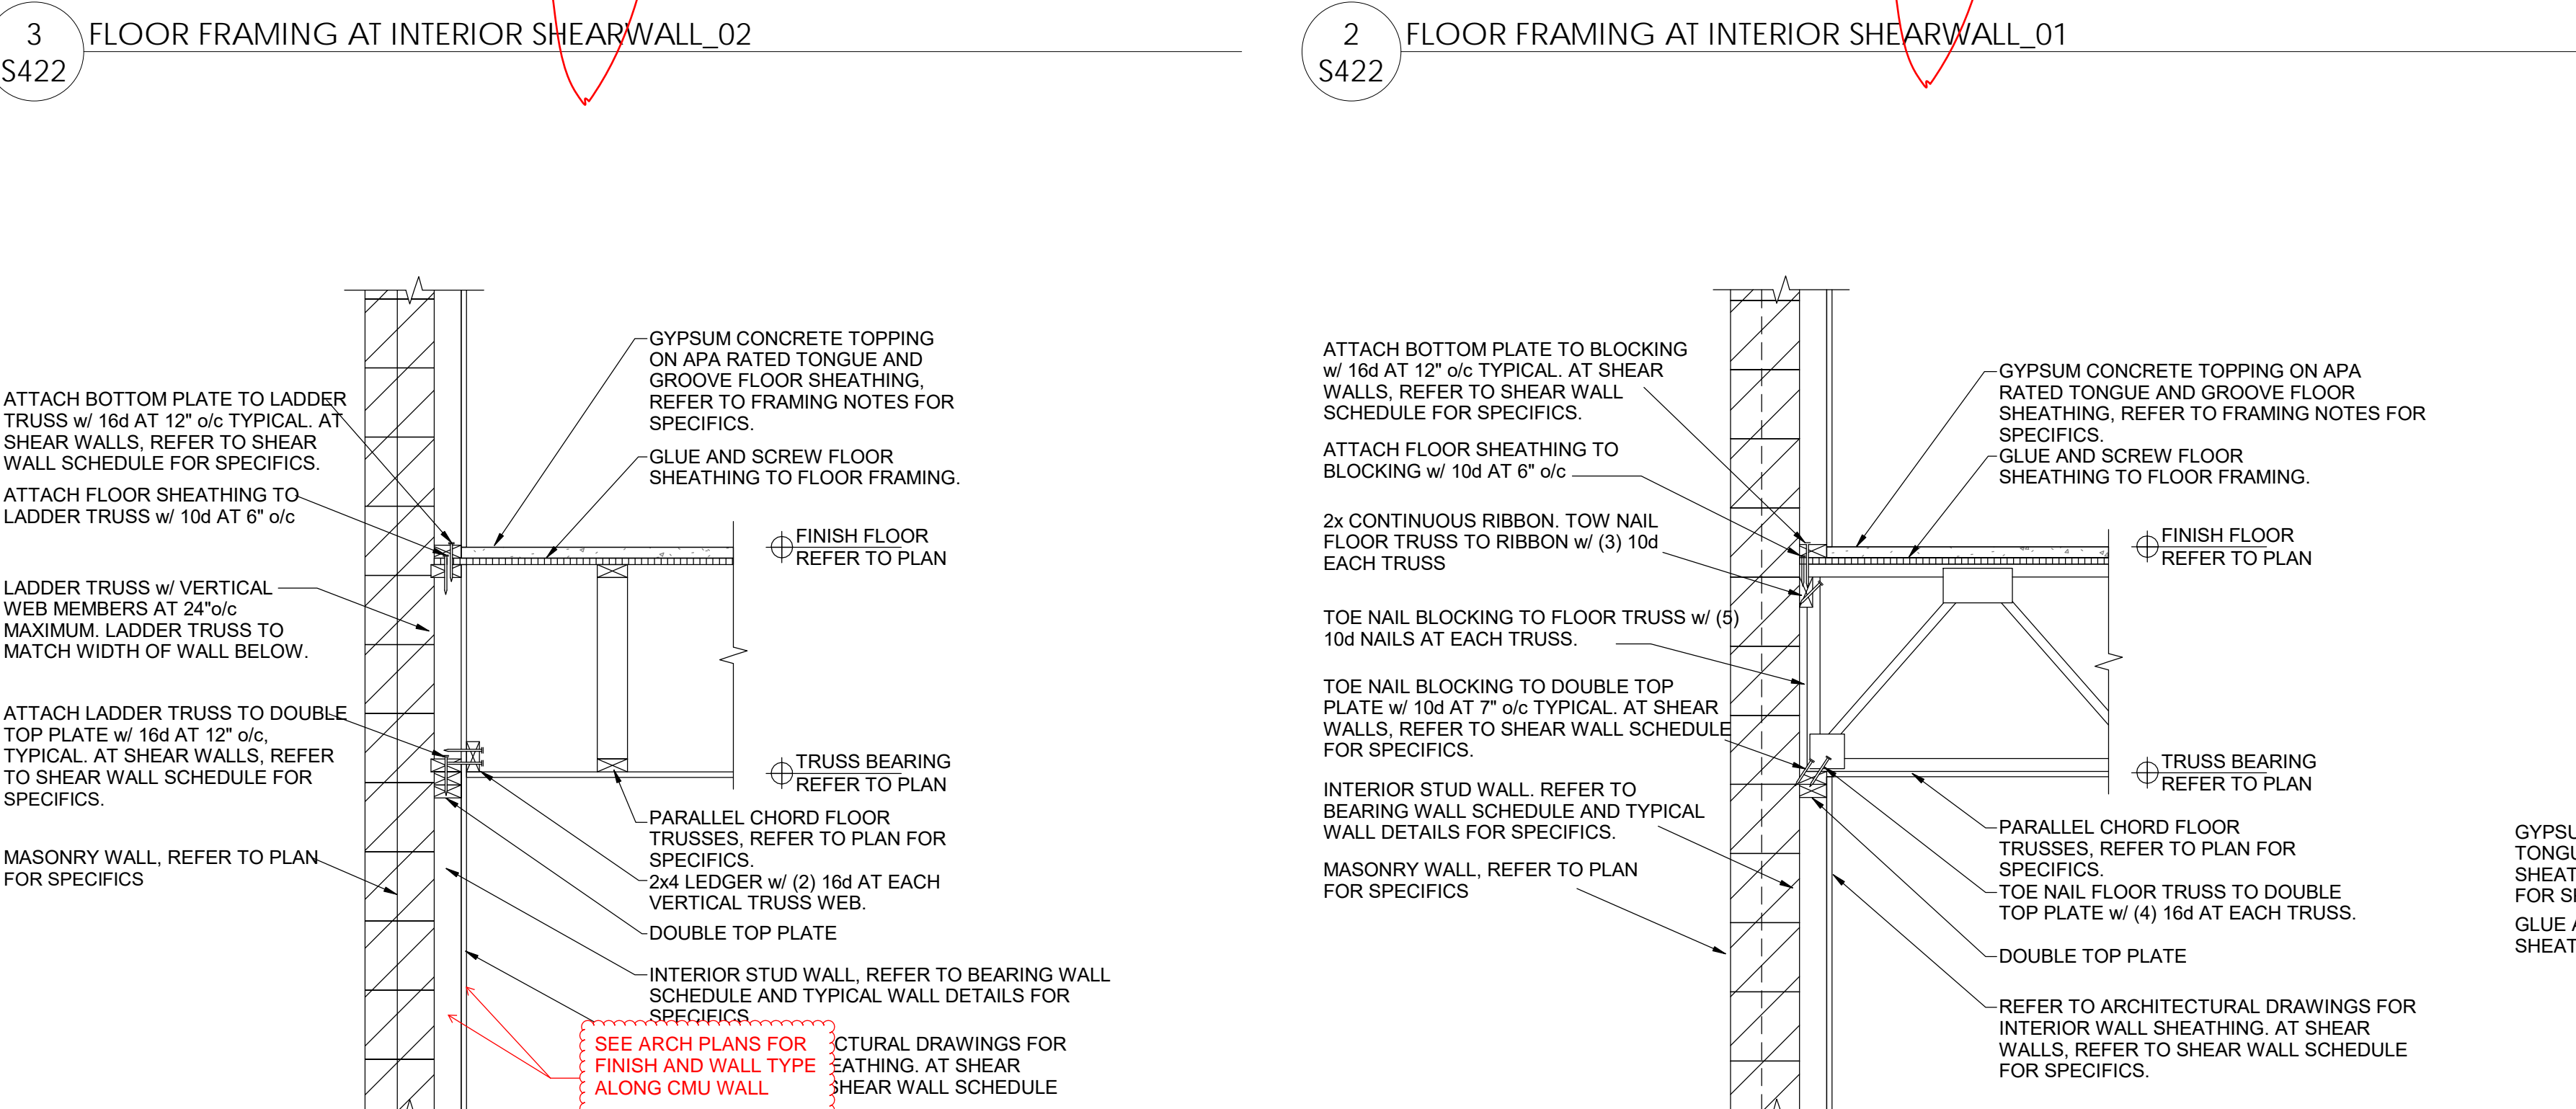 3
S422
FLOOR FRAMING AT INTERIOR SHEARWALL_02
ATTACH BOTTOM PLATE TO LADDER
TRUSS w/ 16d AT 12" o/c TYPICAL. AT
SHEAR WALLS, REFER TO SHEAR
WALL SCHEDULE FOR SPECIFICS.
ATTACH FLOOR SHEATHING TO
LADDER TRUSS w/ 10d AT 6" o/c
LADDER TRUSS w/ VERTICAL
WEB MEMBERS AT 24"o/c
MAXIMUM. LADDER TRUSS TO
MATCH WIDTH OF WALL BELOW.
ATTACH LADDER TRUSS TO DOUBLE
TOP PLATE w/ 16d AT 12" o/c,
TYPICAL. AT SHEAR WALLS, REFER
TO SHEAR WALL SCHEDULE FOR
SPECIFICS.
MASONRY WALL, REFER TO PLAN
FOR SPECIFICS
GYPSUM CONCRETE TOPPING
ON APA RATED TONGUE AND
GROOVE FLOOR SHEATHING,
REFER TO FRAMING NOTES FOR
SPECIFICS.
GLUE AND SCREW FLOOR
SHEATHING TO FLOOR FRAMING.
FINISH FLOOR
REFER TO PLAN
TRUSS BEARING
REFER TO PLAN
PARALLEL CHORD FLOOR
TRUSSES, REFER TO PLAN FOR
SPECIFICS.
2x4 LEDGER w/ (2) 16d AT EACH
VERTICAL TRUSS WEB.
DOUBLE TOP PLATE
INTERIOR STUD WALL, REFER TO BEARING WALL
SCHEDULE AND TYPICAL WALL DETAILS FOR
SPECIFICS
CTURAL DRAWINGS FOR
EATHING. AT SHEAR
SHEAR WALL SCHEDULE
SEE ARCH PLANS FOR
FINISH AND WALL TYPE
ALONG CMU WALL
2
S422
FLOOR FRAMING AT INTERIOR SHEARWALL_01
ATTACH BOTTOM PLATE TO BLOCKING
w/ 16d AT 12" o/c TYPICAL. AT SHEAR
WALLS, REFER TO SHEAR WALL
SCHEDULE FOR SPECIFICS.
ATTACH FLOOR SHEATHING TO
BLOCKING w/ 10d AT 6" o/c
2x CONTINUOUS RIBBON. TOW NAIL
FLOOR TRUSS TO RIBBON w/ (3) 10d
EACH TRUSS
TOE NAIL BLOCKING TO FLOOR TRUSS w/ (5)
10d NAILS AT EACH TRUSS.
TOE NAIL BLOCKING TO DOUBLE TOP
PLATE w/ 10d AT 7" o/c TYPICAL. AT SHEAR
WALLS, REFER TO SHEAR WALL SCHEDULE
FOR SPECIFICS.
INTERIOR STUD WALL. REFER TO
BEARING WALL SCHEDULE AND TYPICAL
WALL DETAILS FOR SPECIFICS.
MASONRY WALL, REFER TO PLAN
FOR SPECIFICS
GYPSUM CONCRETE TOPPING ON APA
RATED TONGUE AND GROOVE FLOOR
SHEATHING, REFER TO FRAMING NOTES FOR
SPECIFICS.
GLUE AND SCREW FLOOR
SHEATHING TO FLOOR FRAMING.
FINISH FLOOR
REFER TO PLAN
TRUSS BEARING
REFER TO PLAN
PARALLEL CHORD FLOOR
TRUSSES, REFER TO PLAN FOR
SPECIFICS.
TOE NAIL FLOOR TRUSS TO DOUBLE
TOP PLATE w/ (4) 16d AT EACH TRUSS.
DOUBLE TOP PLATE
REFER TO ARCHITECTURAL DRAWINGS FOR
INTERIOR WALL SHEATHING. AT SHEAR
WALLS, REFER TO SHEAR WALL SCHEDULE
FOR SPECIFICS.
GYPSU
TONGU
SHEAT
FOR S
GLUE
SHEAT